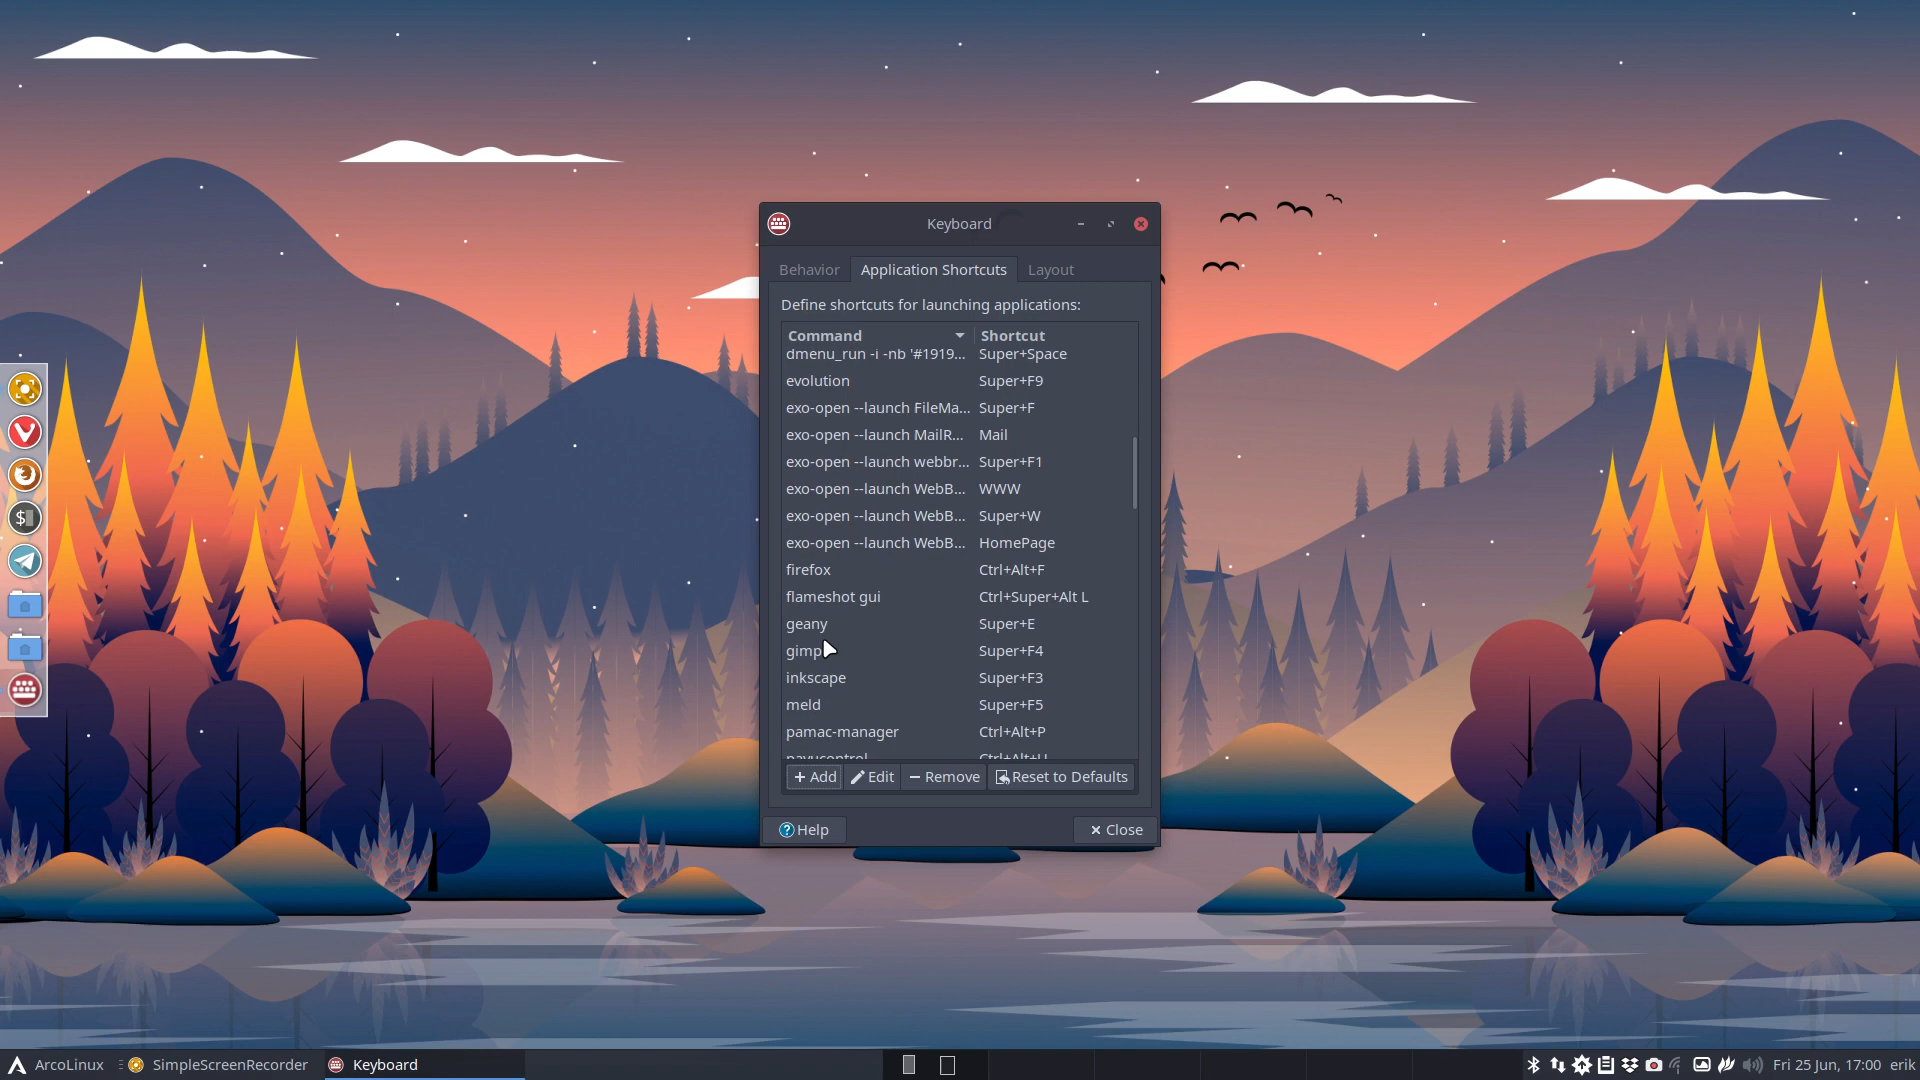 Keyboard
Behavior Application Shortcuts Layout
Define shortcuts for launching applications:
Command Shortcut
dmenu_run -i -nb '#1919... Super+Space
evolution Super+F9
exo-open --launch FileMa... Super+F
exo-open --launch MailR... Mail
exo-open --launch webbr... Super+F1
exo-open --launch WebB... WWW
exo-open --launch WebB... Super+W
exo-open --launch WebB... HomePage
firefox Ctrl+Alt+F
flameshot gui Ctrl+Super+Alt L
geany Super+E
gimp Super+F4
inkscape Super+F3
meld Super+F5
pamac-manager Ctrl+Alt+P
pavucontrol Ctrl+Alt+U
Add Edit Remove Reset to Defaults
Help Close
ArcoLinux SimpleScreenRecorder Keyboard Fri 25 Jun, 17:00 erik